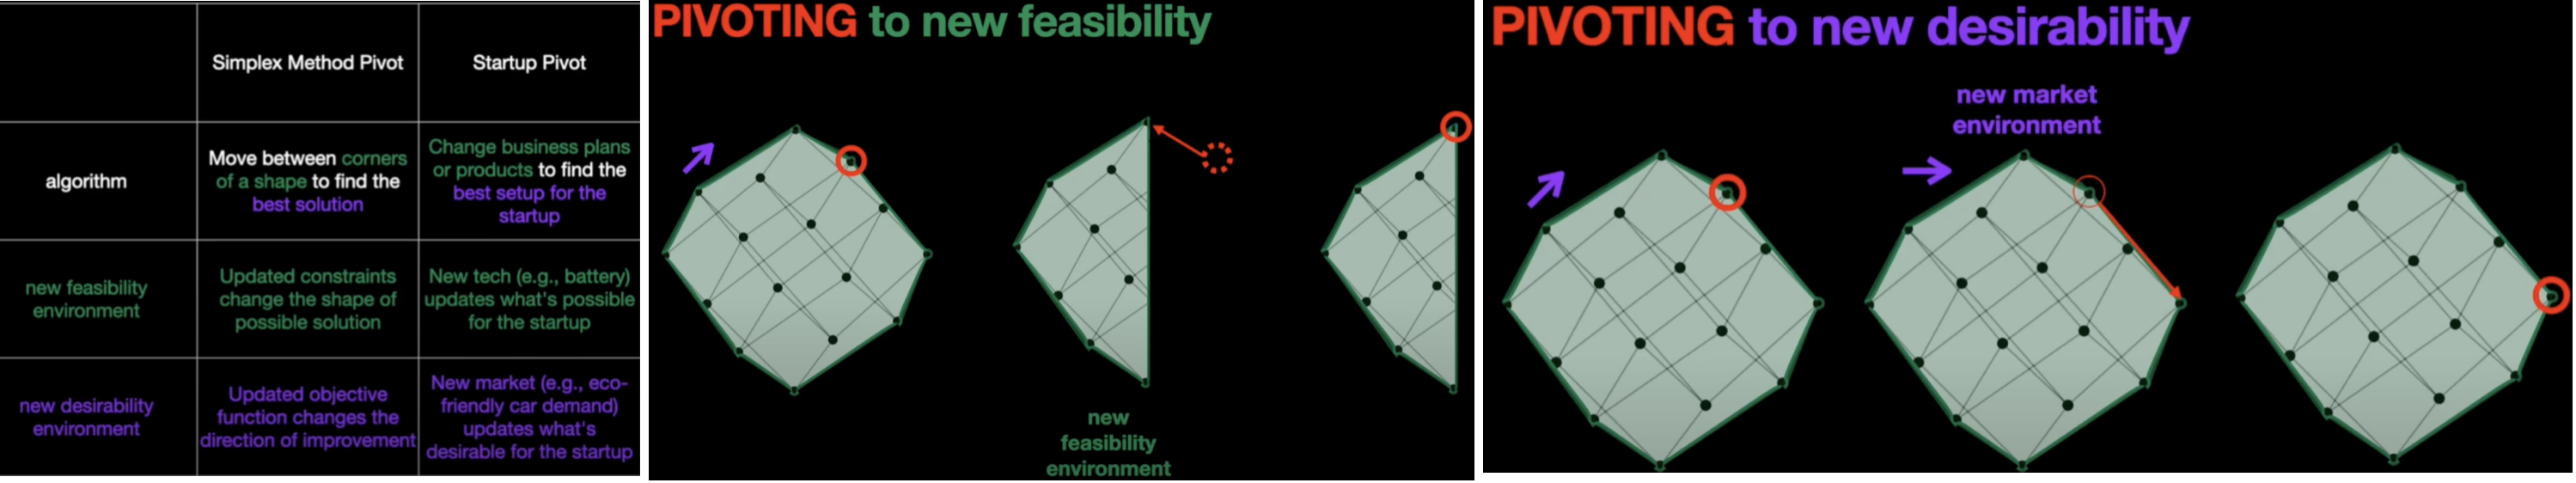 Simplex Method Pivot
Startup Pivot
algorithm
Move between corners
of a shape to find the
best solution
Change business plans
or products to find the
best setup for the
startup
new feasibility
environment
Updated constraints
change the shape of
possible solution
New tech (e.g., battery)
updates what's possible
for the startup
new desirability
environment
Updated objective
function changes the
direction of improvement
New market (e.g., eco-
friendly car demand)
updates what's
desirable for the startup
PIVOTING to new feasibility
new
feasibility
environment
PIVOTING to new desirability
new market
environment